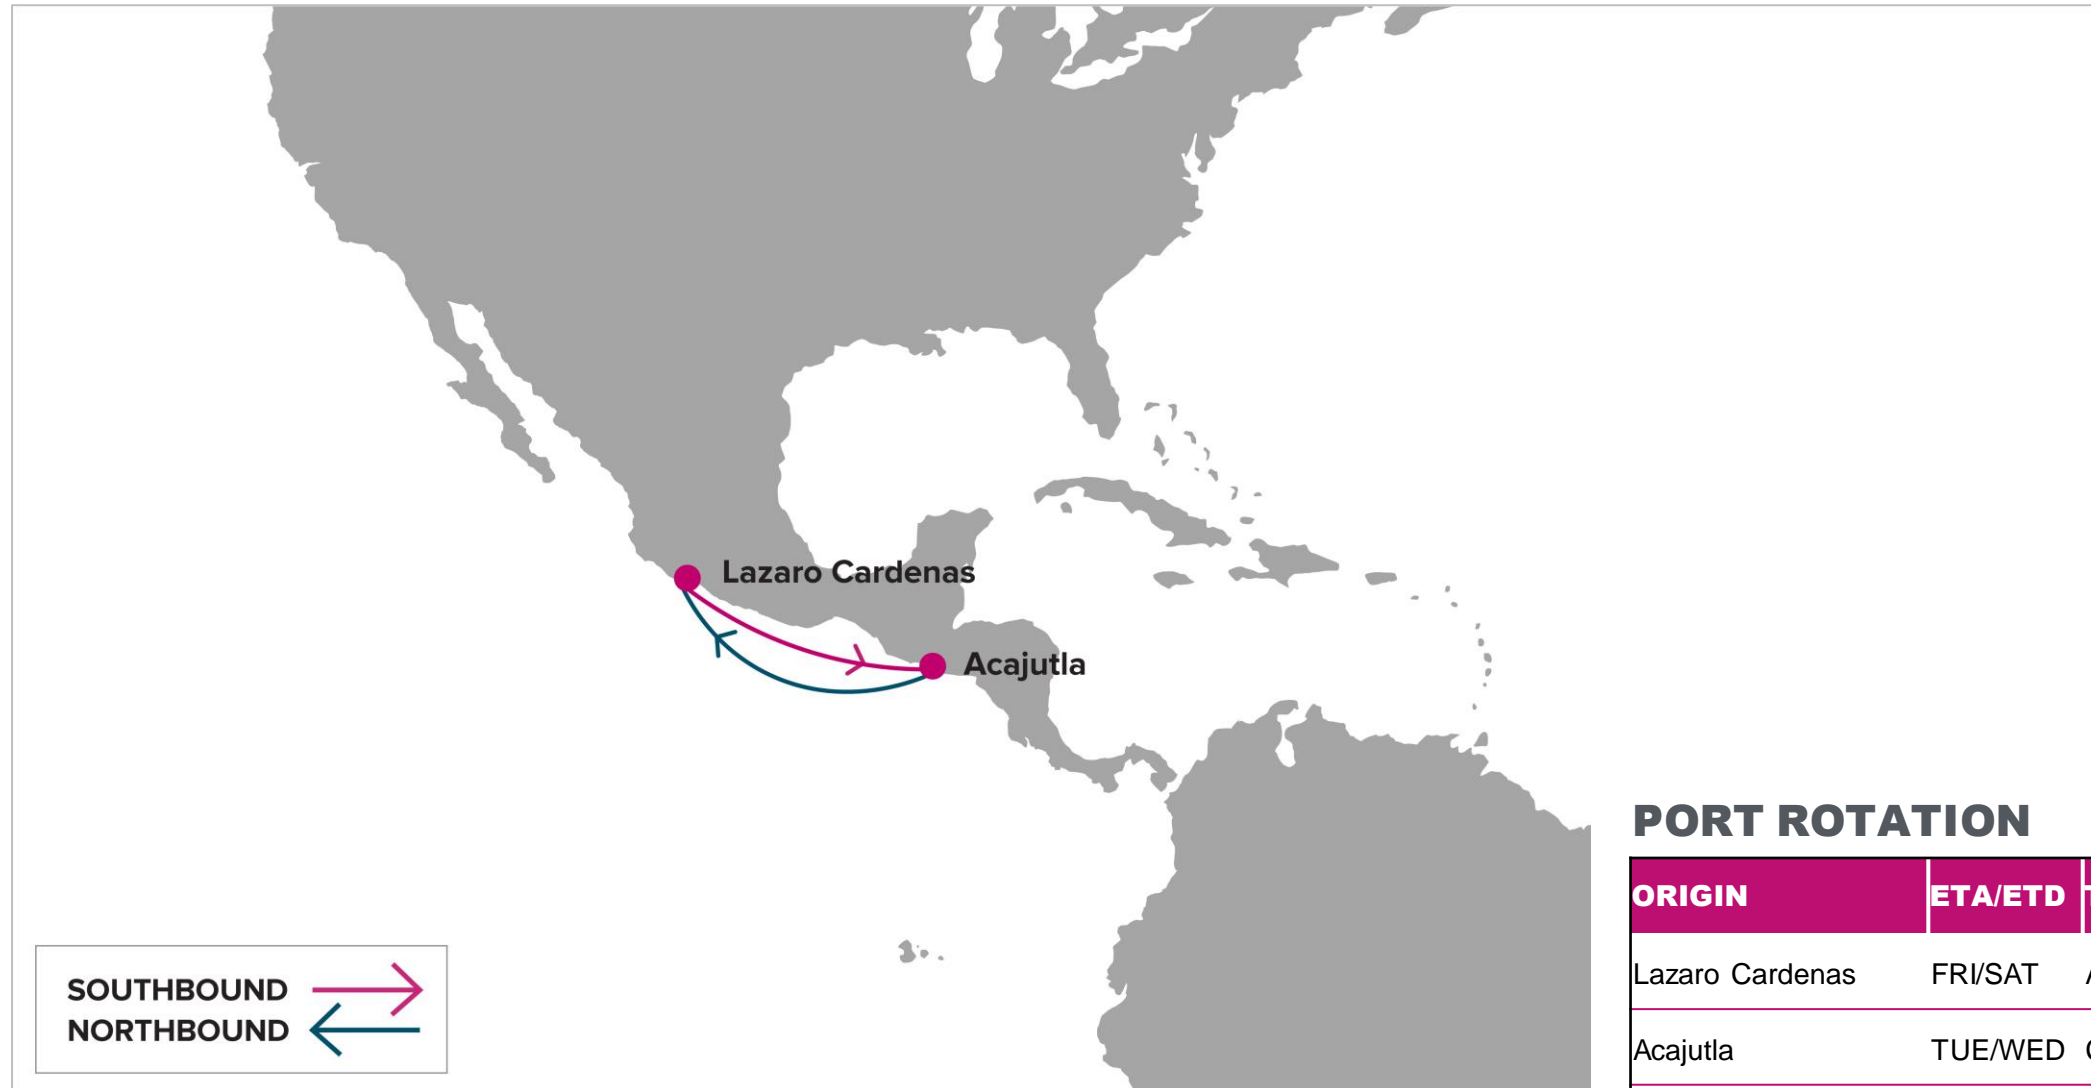 Lazaro Cardenas
Acajutla
SOUTHBOUND
NORTHBOUND
PORT ROTATION
ORIGIN ETA/ETD
Lazaro Cardenas FRI/SAT
Acajutla TUE/WED